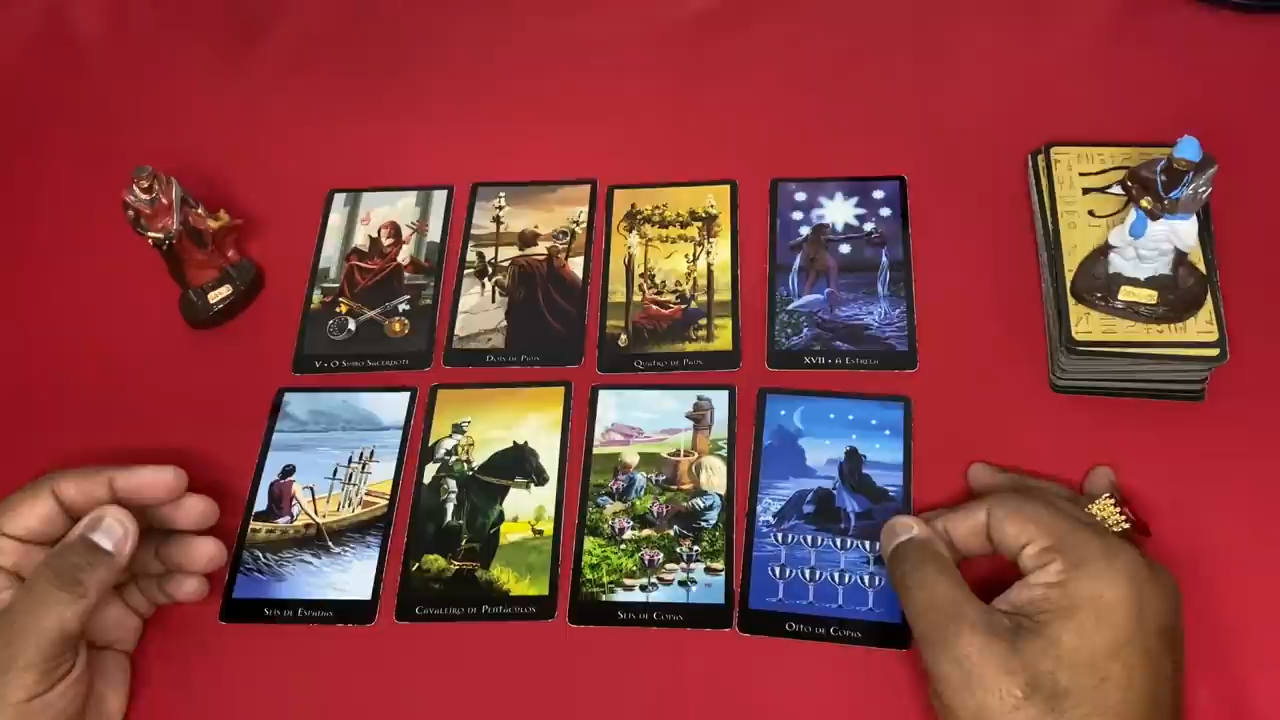 V • O Sumo Sacerdote
Dois de Paus
Quatro de Paus
XVII • A Estrela
Seis de Espadas
Cavaleiro de Pentáculos
Seis de Copas
Oito de Copas